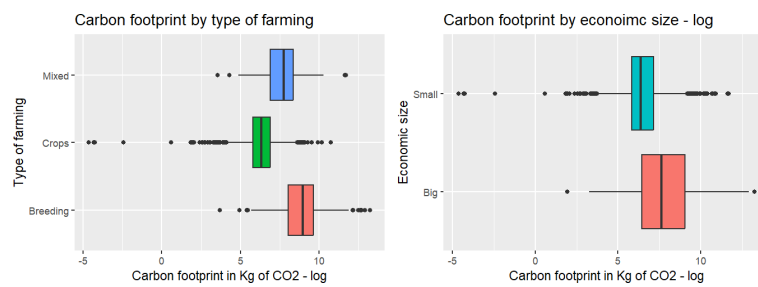 Carbon footprint by type of farming
Type of farming
Mixed
Crops
Breeding
-5 0 5 10
Carbon footprint in Kg of CO2 - log
Carbon footprint by econoimc size - log
Economic size
Small
Big
-5 0 5 10
Carbon footprint in Kg of CO2 - log